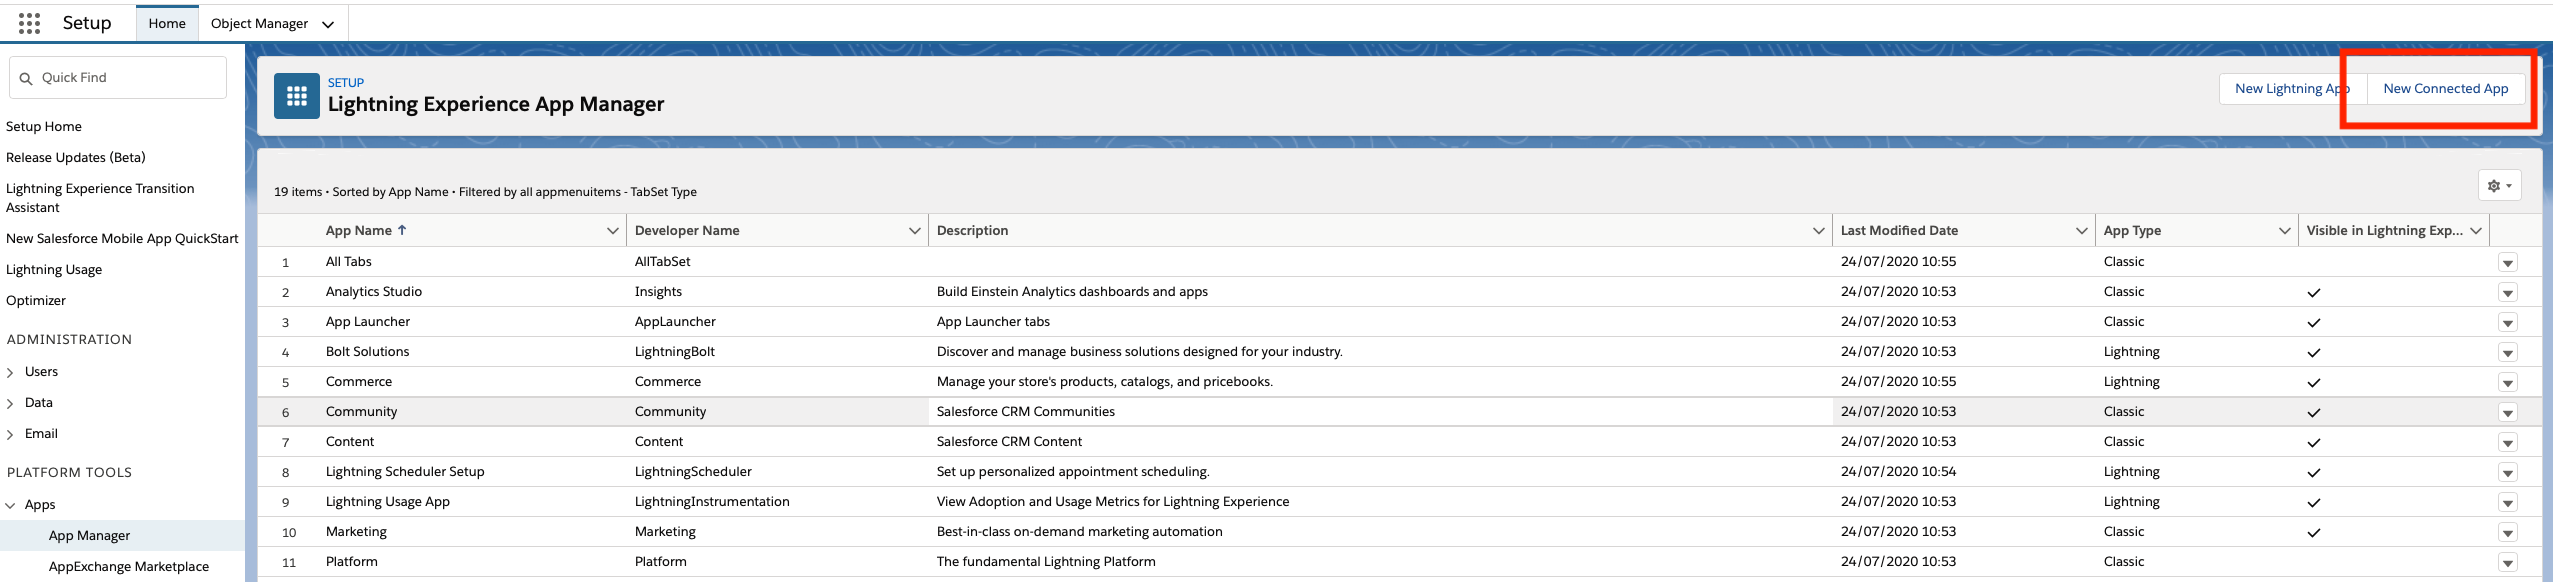 Setup Home Object Manager
Quick Find
Setup Home
Release Updates (Beta)
Lightning Experience Transition
Assistant
New Salesforce Mobile App QuickStart
Lightning Usage
Optimizer
ADMINISTRATION
Users
Data
Email
PLATFORM TOOLS
Apps
App Manager
AppExchange Marketplace
SETUP
Lightning Experience App Manager
New Lightning App New Connected App
19 items • Sorted by App Name • Filtered by all appmenuitems - TabSet Type
App Name Developer Name Description Last Modified Date App Type Visible in Lightning Exp...
1 All Tabs AllTabSet 24/07/2020 10:55 Classic
2 Analytics Studio Insights Build Einstein Analytics dashboards and apps 24/07/2020 10:53 Classic
3 App Launcher AppLauncher App Launcher tabs 24/07/2020 10:53 Classic
4 Bolt Solutions LightningBolt Discover and manage business solutions designed for your industry. 24/07/2020 10:53 Lightning
5 Commerce Commerce Manage your store's products, catalogs, and pricebooks. 24/07/2020 10:55 Lightning
6 Community Community Salesforce CRM Communities 24/07/2020 10:53 Classic
7 Content Content Salesforce CRM Content 24/07/2020 10:53 Classic
8 Lightning Scheduler Setup LightningScheduler Set up personalized appointment scheduling. 24/07/2020 10:54 Lightning
9 Lightning Usage App LightningInstrumentation View Adoption and Usage Metrics for Lightning Experience 24/07/2020 10:53 Lightning
10 Marketing Marketing Best-in-class on-demand marketing automation 24/07/2020 10:53 Classic
11 Platform Platform The fundamental Lightning Platform 24/07/2020 10:53 Classic